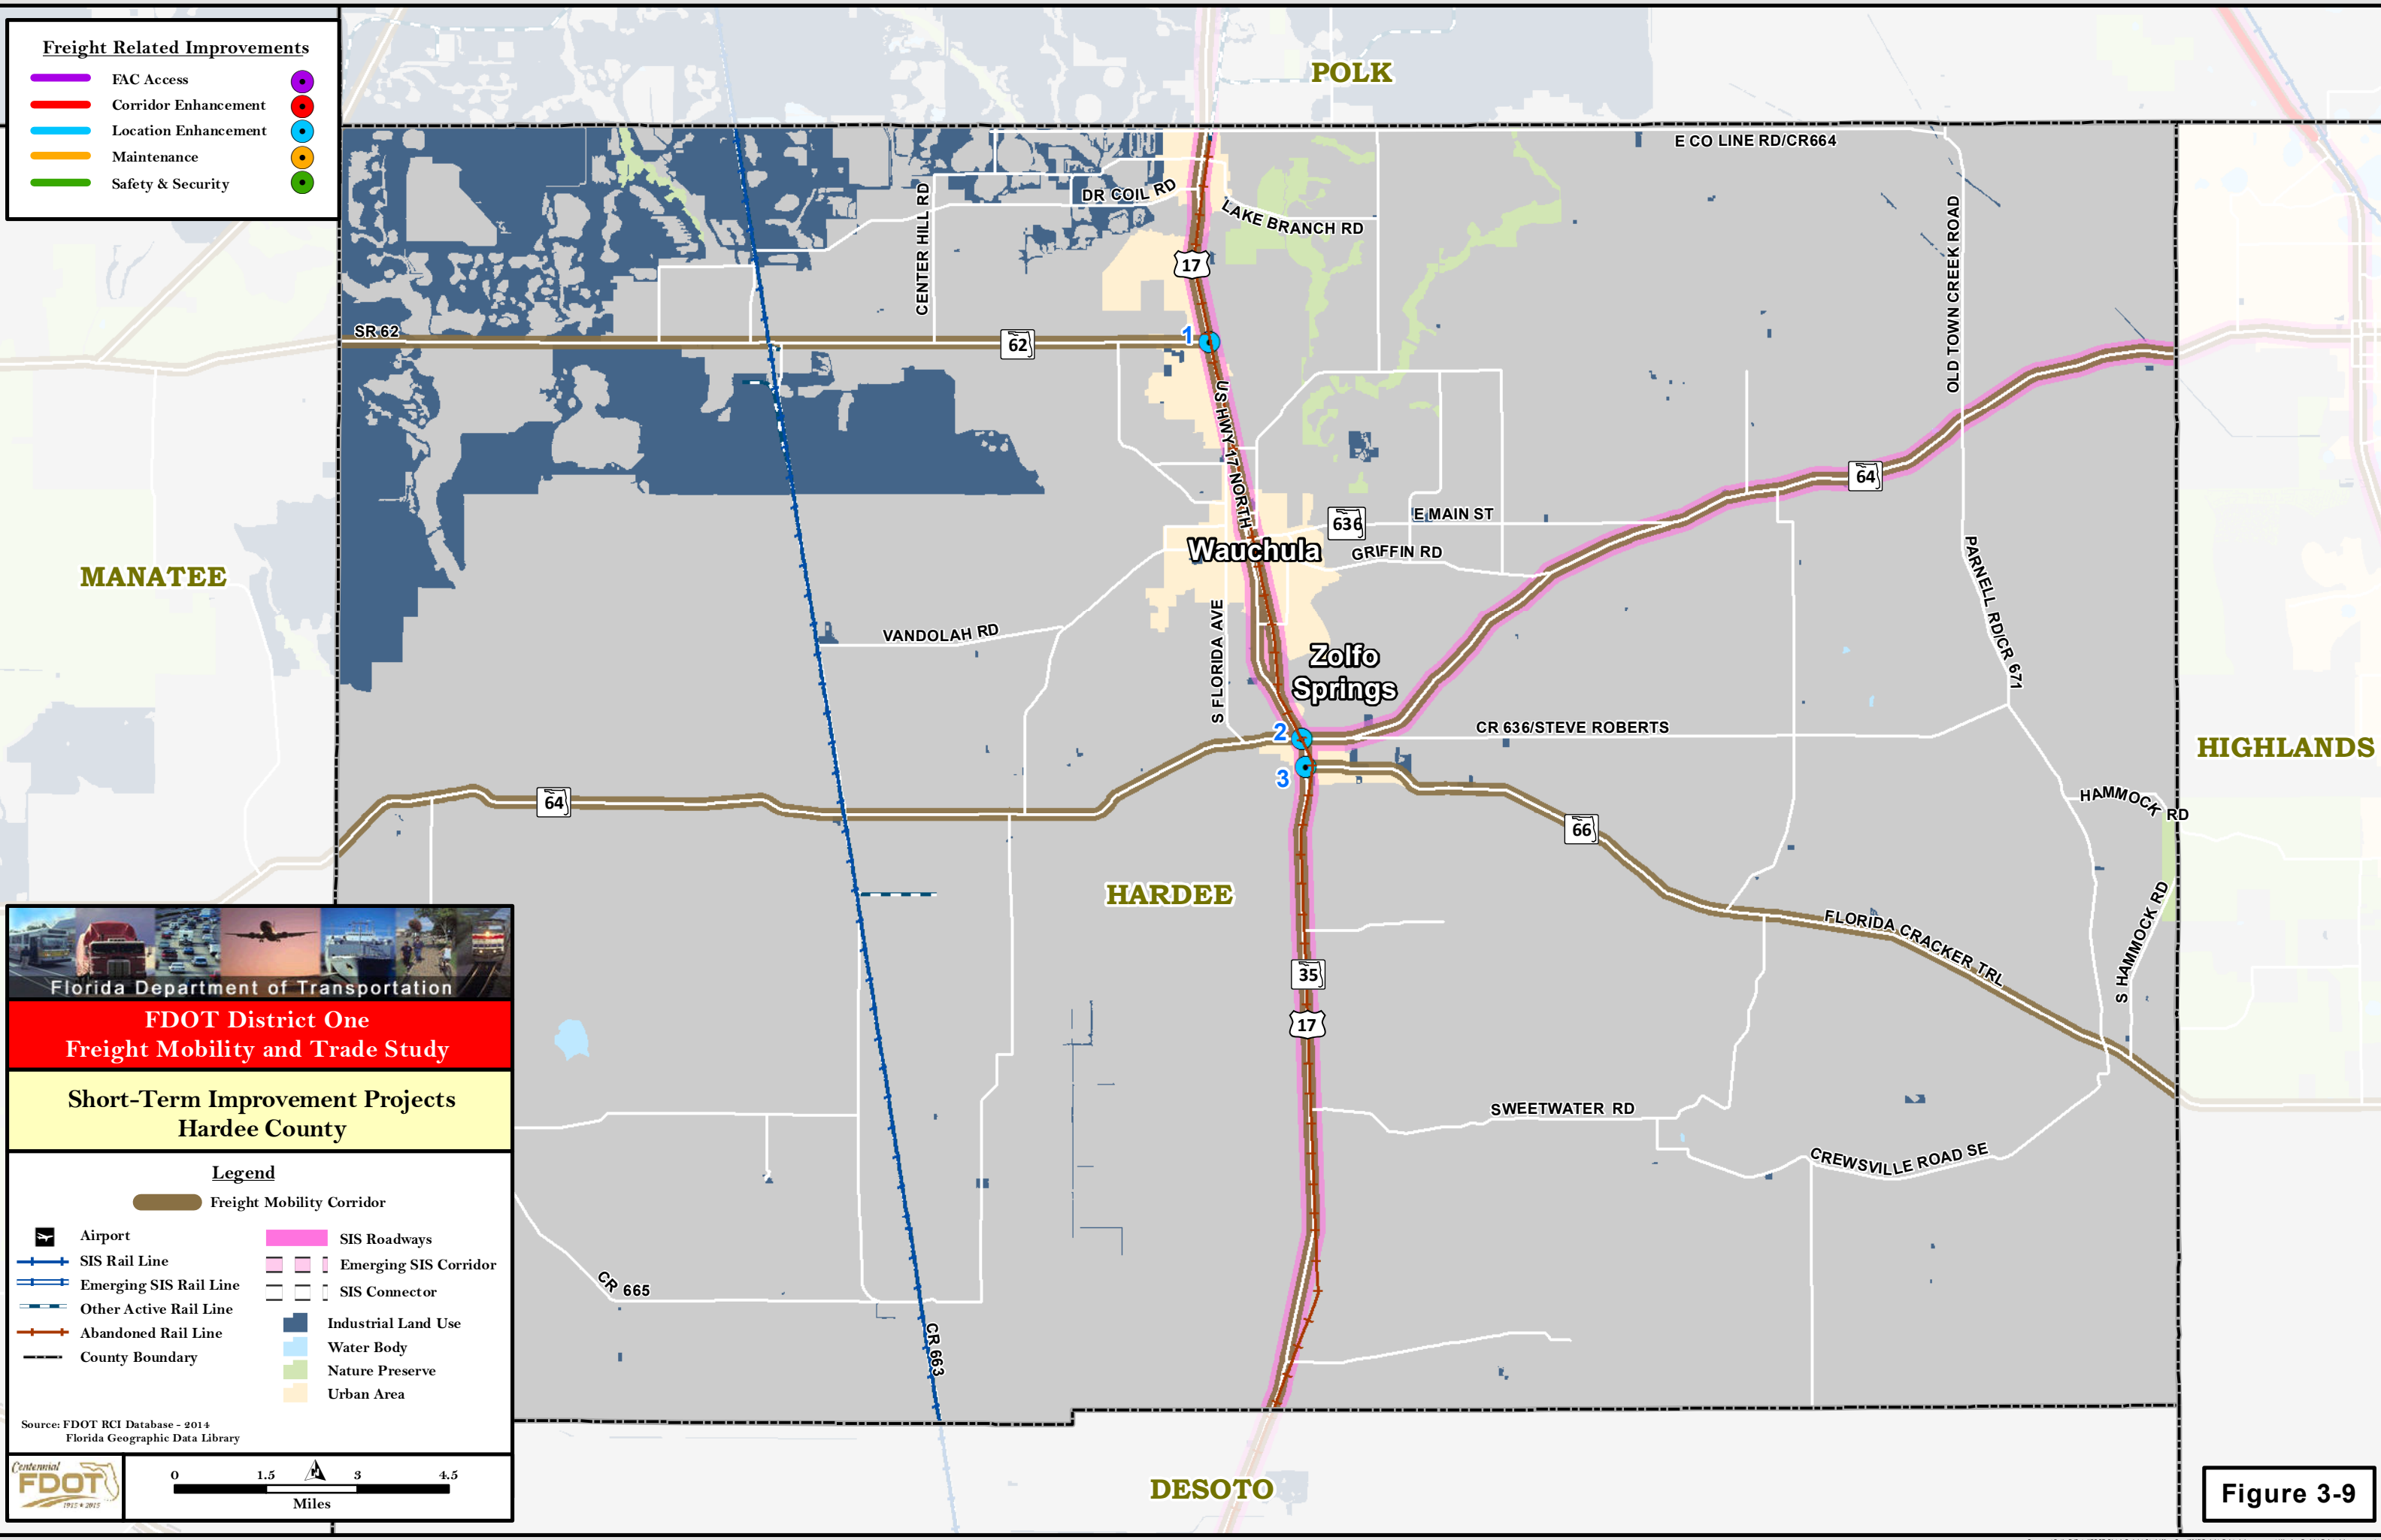 Freight Related Improvements
FAC Access
Corridor Enhancement
Location Enhancement
Maintenance
Safety & Security
POLK
E CO LINE RD/CR664
DR COIL RD
CENTER HILL RD
LAKE BRANCH RD
OLD TOWN CREEK ROAD
17
SR 62
62
1
US HWY 17 NORTH
64
636
E MAIN ST
Wauchula
GRIFFIN RD
MANATEE
PARNELL RD/CR 671
VANDOLAH RD
S FLORIDA AVE
Zolfo
Springs
2
CR 636/STEVE ROBERTS
HIGHLANDS
3
64
HAMMOCK RD
66
HARDEE
FLORIDA CRACKER TRL
S HAMMOCK RD
35
17
SWEETWATER RD
CREWSVILLE ROAD SE
CR 665
CR 663
DESOTO
Florida Department of Transportation
FDOT District One
Freight Mobility and Trade Study
Short-Term Improvement Projects
Hardee County
Legend
Freight Mobility Corridor
Airport
SIS Rail Line
Emerging SIS Rail Line
Other Active Rail Line
Abandoned Rail Line
County Boundary
SIS Roadways
Emerging SIS Corridor
SIS Connector
Industrial Land Use
Water Body
Nature Preserve
Urban Area
Source: FDOT RCI Database - 2014
Florida Geographic Data Library
Centennial
FDOT
1915 ★ 2015
0 1.5 N 3 4.5
Miles
Figure 3-9